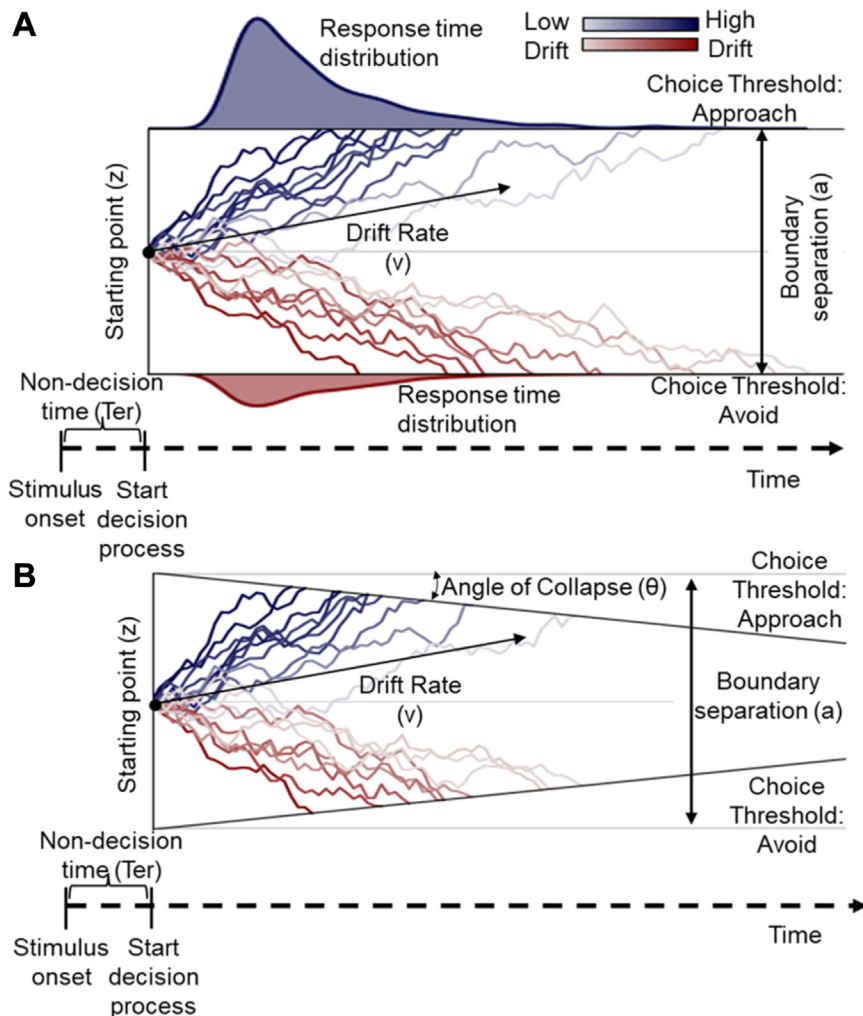 A
Response time
distribution
Low
High
Drift
Drift
Choice Threshold:
Approach
Starting point (z)
Drift Rate
(v)
Boundary
separation (a)
Non-decision
time (Ter)
Response time
distribution
Choice Threshold:
Avoid
Time
Stimulus
onset
Start
decision
process
B
Choice
Threshold:
Approach
Angle of Collapse (θ)
Starting point (z)
Drift Rate
(v)
Boundary
separation (a)
Choice
Threshold:
Avoid
Non-decision
time (Ter)
Time
Stimulus
onset
Start
decision
process